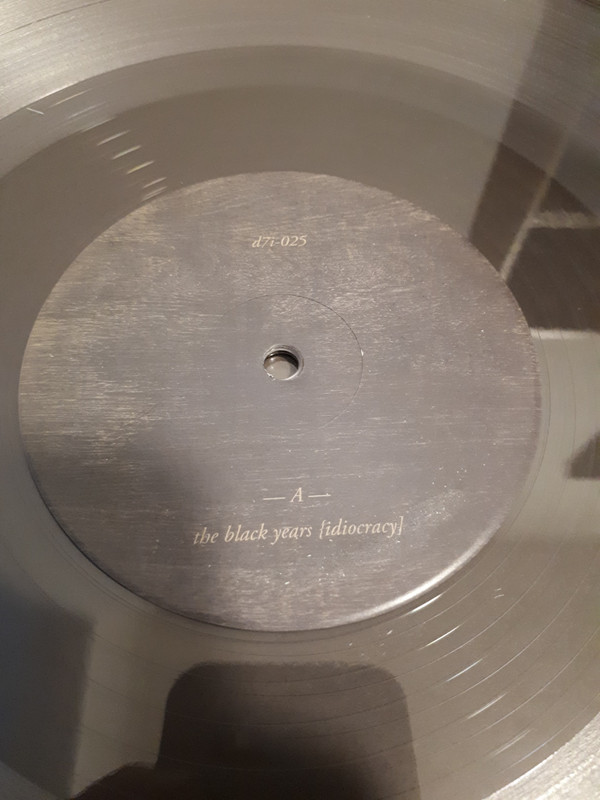 d7i-025
— A —
the black years [idiocracy]